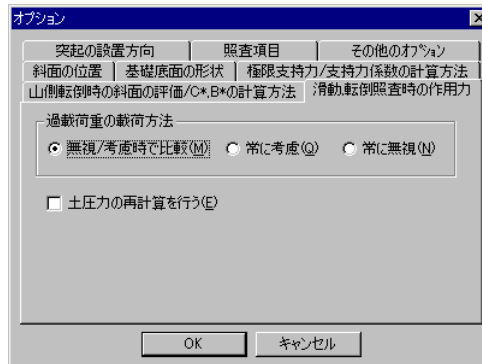 オプション
突起の設置方向 照査項目 その他のオプション
斜面の位置 基礎底面の形状 極限支持力/支持力係数の計算方法
山側転倒時の斜面の評価/C*,B*の計算方法 滑動,転倒照査時の作用力
過載荷重の載荷方法
無視/考慮時で比較(M) 常に考慮(Q) 常に無視(N)
土圧力の再計算を行う(E)
OK キャンセル